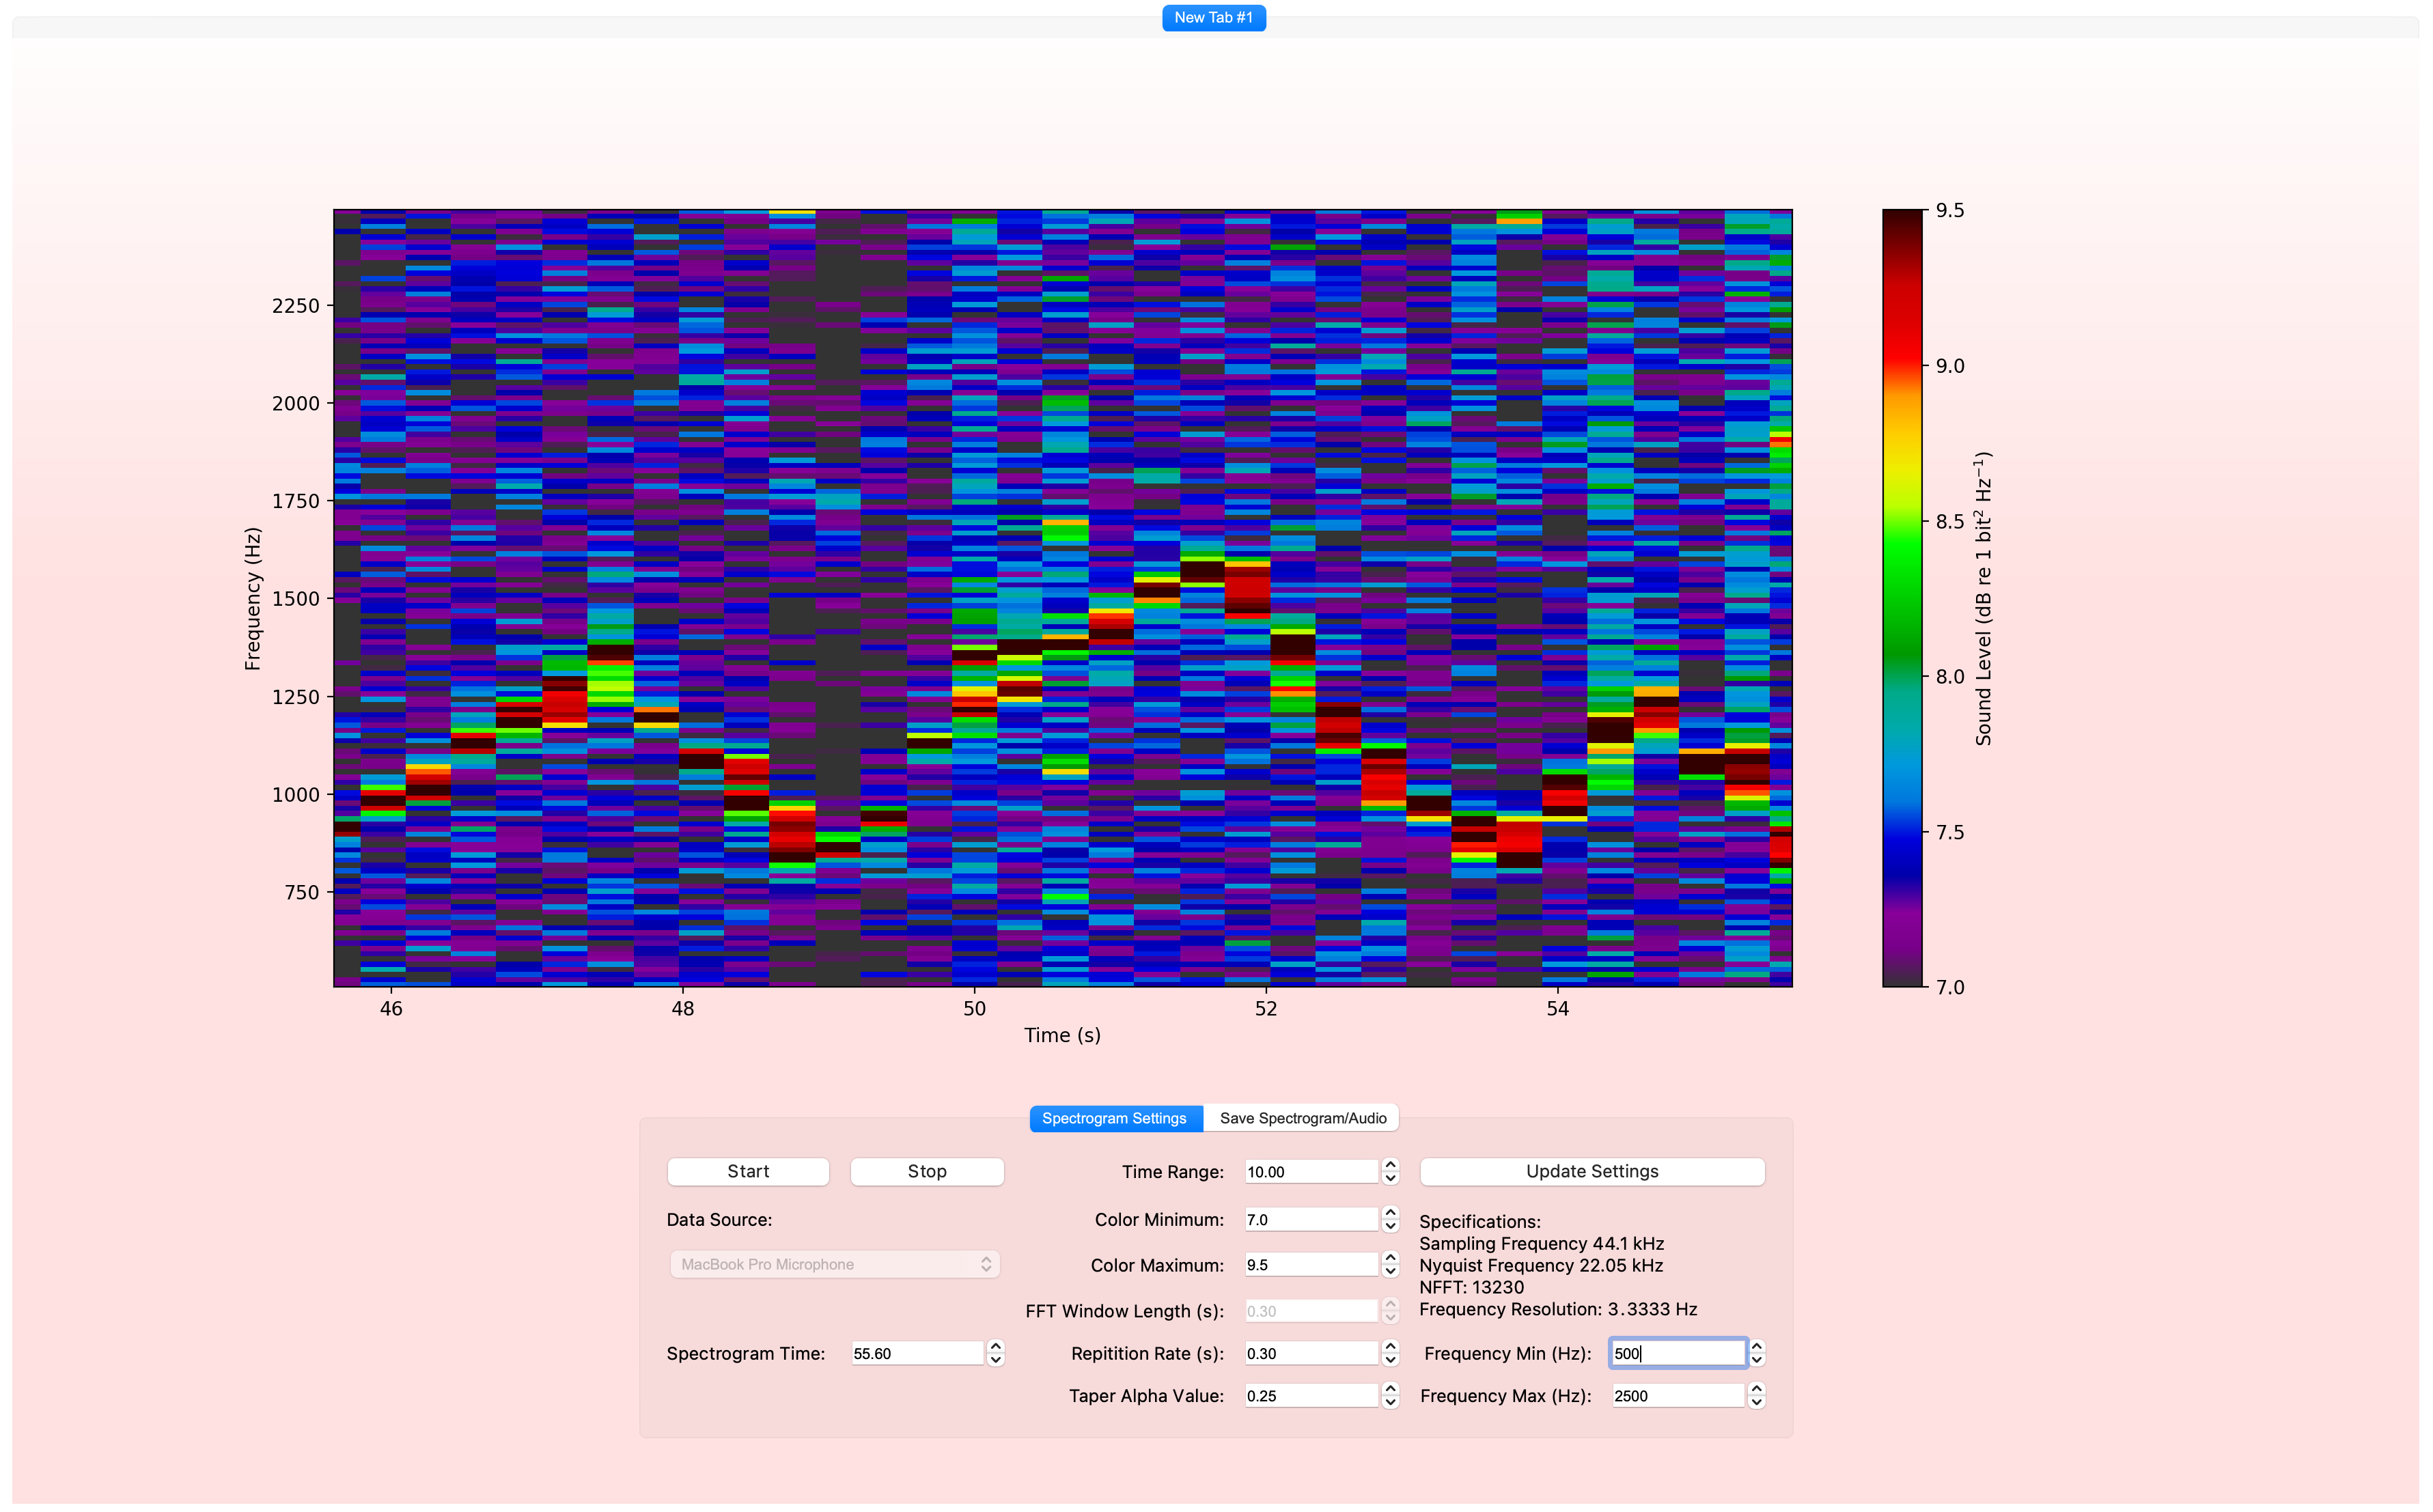 New Tab #1
9.5
9.0
8.5
8.0
7.5
7.0
Sound Level (dB re 1 bit² Hz⁻¹)
2250
2000
1750
1500
1250
1000
750
Frequency (Hz)
46 48 50 52 54
Time (s)
Spectrogram Settings Save Spectrogram/Audio
Start Stop Time Range: 10.00 Update Settings
Data Source: Color Minimum: 7.0 Specifications:
Sampling Frequency 44.1 kHz
MacBook Pro Microphone Color Maximum: 9.5 Nyquist Frequency 22.05 kHz
NFFT: 13230
FFT Window Length (s): 0.30 Frequency Resolution: 3.3333 Hz
Spectrogram Time: 55.60 Repitition Rate (s): 0.30 Frequency Min (Hz): 500
Taper Alpha Value: 0.25 Frequency Max (Hz): 2500